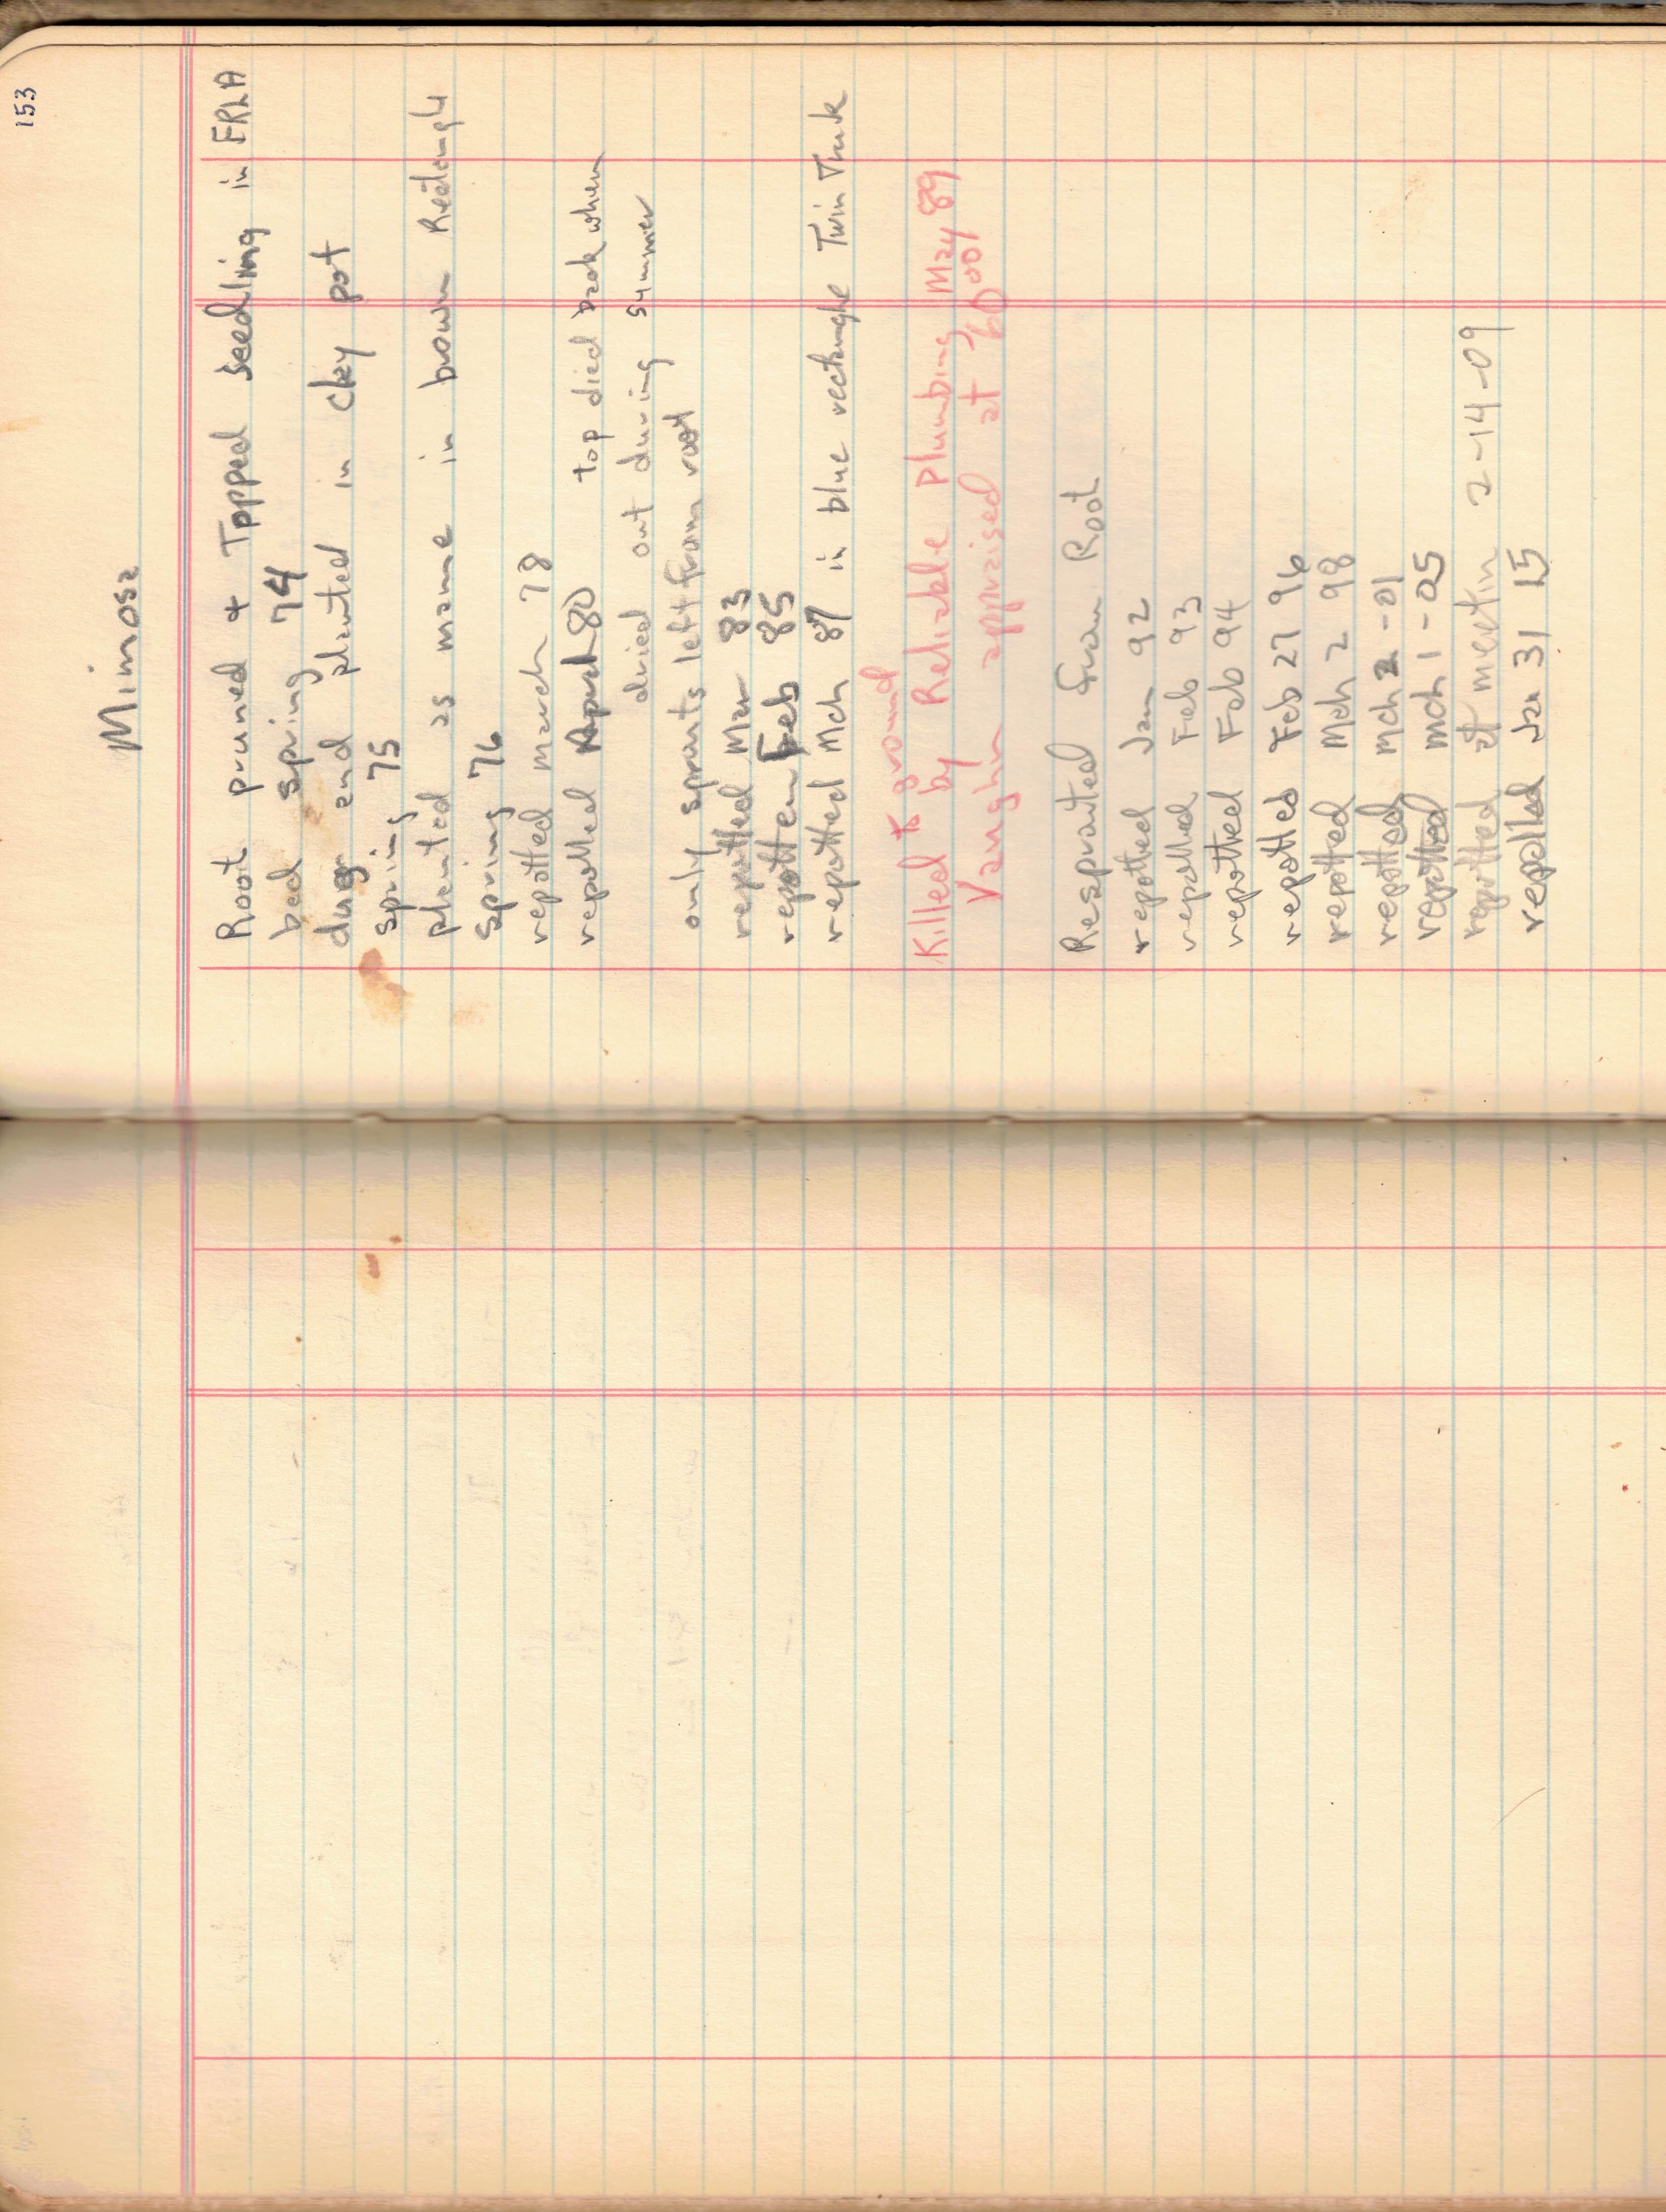 153
Mimosa
Root pruned & Topped Seedling in FRLA
bed spring 74
dug and planted in clay pot
spring 75
planted as mame in brown Rectangle
spring 76
repotted march 78
repotted April 80 top died back when
dried out during summer
only sprouts left from root
repotted Mar 83
repotten Feb 85
repotted Mch 87 in blue rectangle Twin Trunk
to ground
Killed by Reliable Plumbing May 89
Vaughn appraised at 60 00
Resprouted from Root
repotted Jan 92
repotted Feb 93
repotted Feb 94
repotted Feb 27 96
repotted Mch 2 98
repotted mch 2 -01
repotted mch 1 -05
repotted at meetin 2-14-09
repotted Jan 31 15